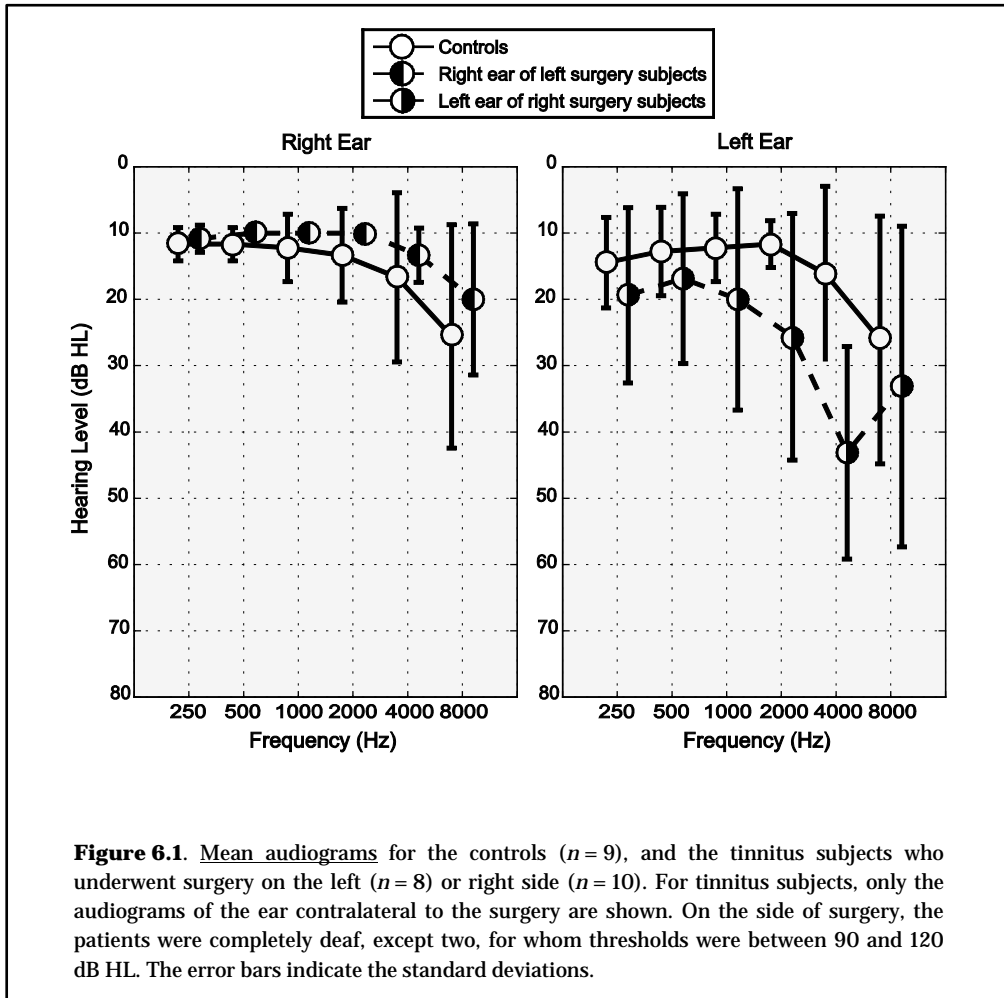 Controls
Right ear of left surgery subjects
Left ear of right surgery subjects
Right Ear
Left Ear
0
10
20
30
40
50
60
70
80
Hearing Level (dB HL)
250 500 1000 2000 4000 8000
Frequency (Hz)
0
10
20
30
40
50
60
70
80
250 500 1000 2000 4000 8000
Frequency (Hz)
Figure 6.1. Mean audiograms for the controls (n = 9), and the tinnitus subjects who
underwent surgery on the left (n = 8) or right side (n = 10). For tinnitus subjects, only the
audiograms of the ear contralateral to the surgery are shown. On the side of surgery, the
patients were completely deaf, except two, for whom thresholds were between 90 and 120
dB HL. The error bars indicate the standard deviations.